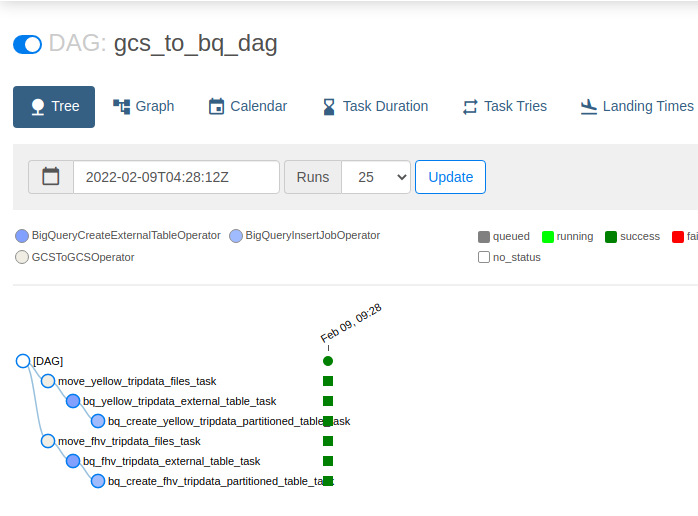 DAG: gcs_to_bq_dag
Tree Graph Calendar Task Duration Task Tries Landing Times
2022-02-09T04:28:12Z Runs 25 Update
BigQueryCreateExternalTableOperator BigQueryInsertJobOperator queued running success fai
GCSToGCSOperator no_status
Feb 09, 09:28
[DAG]
move_yellow_tripdata_files_task
bq_yellow_tripdata_external_table_task
bq_create_yellow_tripdata_partitioned_table_task
move_fhv_tripdata_files_task
bq_fhv_tripdata_external_table_task
bq_create_fhv_tripdata_partitioned_table_task